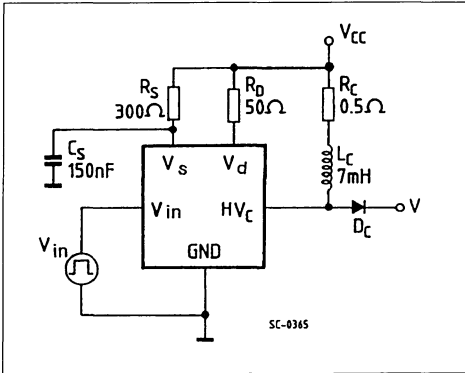 VCC
RS
300Ω
RD
50Ω
RC
0.5Ω
CS
150nF
LC
7mH
Vs
Vd
Vin
HVC
V
DC
GND
Vin
SC-0365